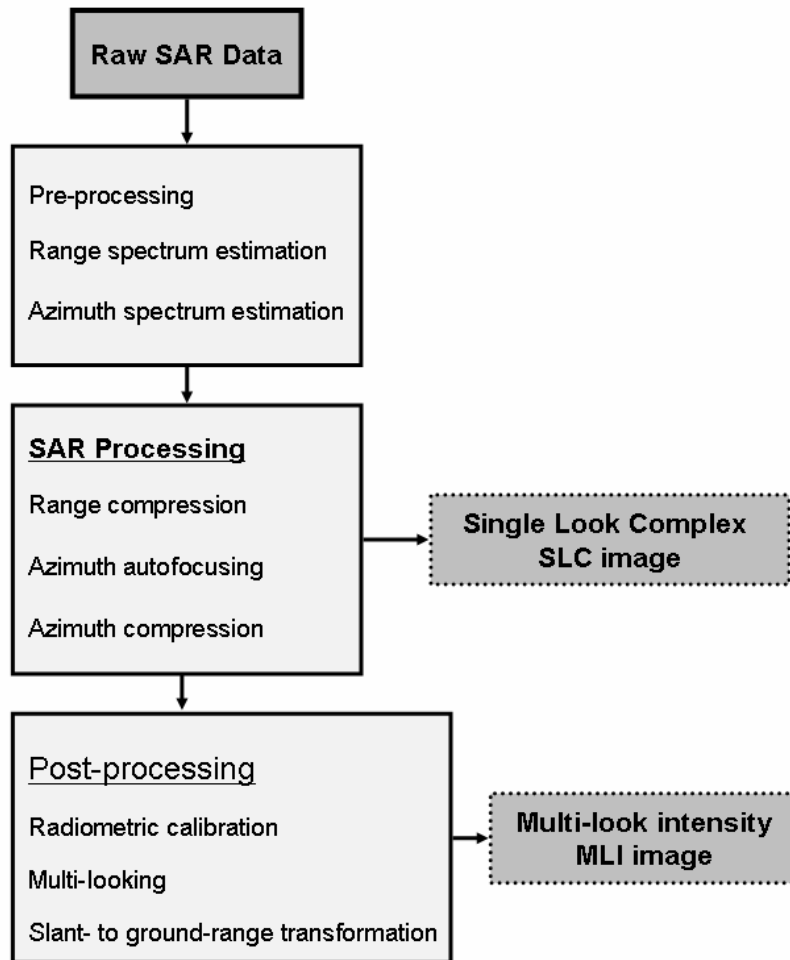 Raw SAR Data
Pre-processing
Range spectrum estimation
Azimuth spectrum estimation
SAR Processing
Range compression
Azimuth autofocusing
Azimuth compression
Single Look Complex
SLC image
Post-processing
Radiometric calibration
Multi-looking
Slant- to ground-range transformation
Multi-look intensity
MLI image